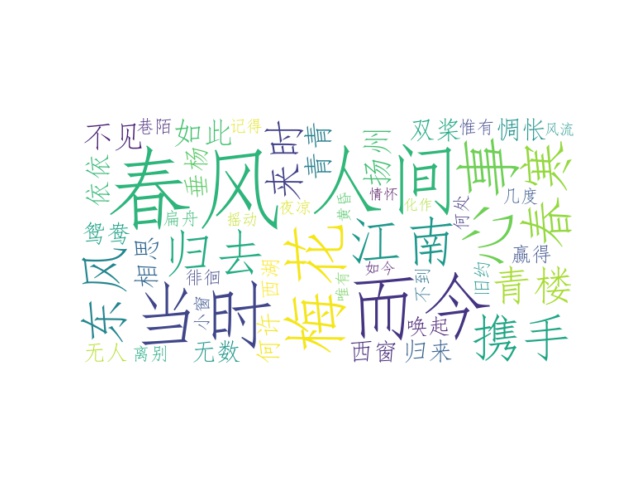 不见
巷陌
如此
记得
来时
青青
双桨
惟有
惆怅
风流
依依
春风
垂杨
人间
扬州
心事
春寒
鸳鸯
扁舟
摇动
夜凉
黄昏
情怀
化作
何处
几度
东风
相思
归去
梅花
江南
赢得
徘徊
西湖
如今
不到
旧约
青楼
当时
小窗
何许
唯有
而今
唤起
携手
无人
离别
无数
西窗
归来